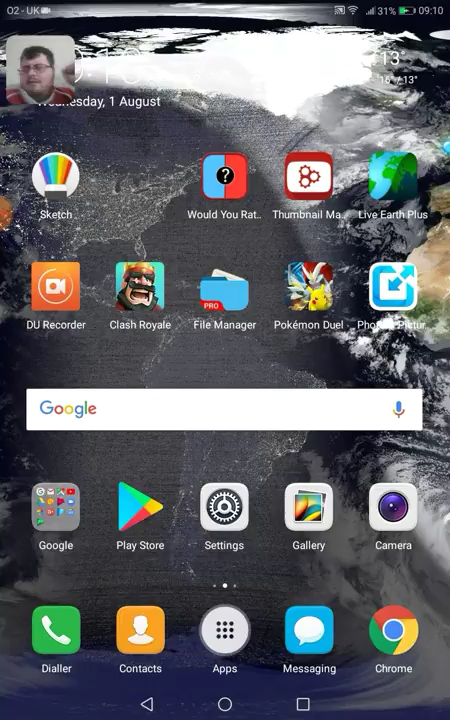 O2 - UK
31% 09:10
13°
16° / 13°
Wednesday, 1 August
Sketch
Would You Rat..
Thumbnail Ma..
Live Earth Plus
DU Recorder
Clash Royale
PRO
File Manager
Pokémon Duel
Google
Google
Play Store
Settings
Gallery
Camera
Dialler
Contacts
Apps
Messaging
Chrome